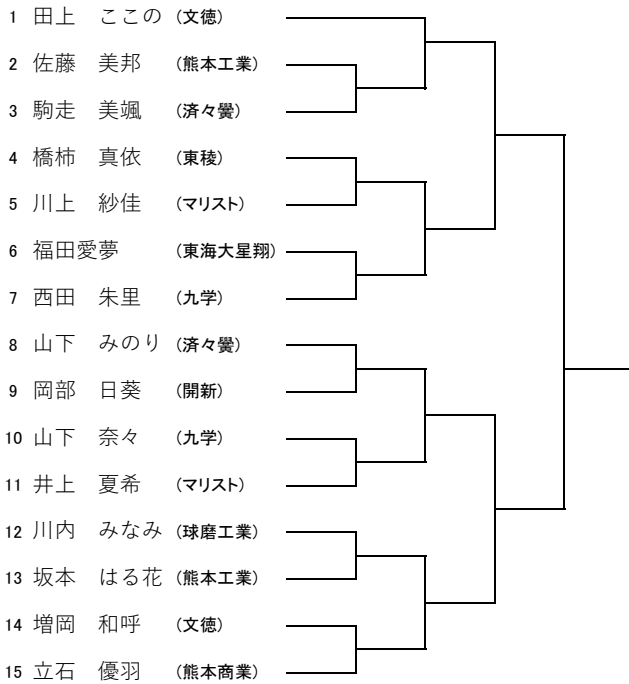 1 田上　ここの (文徳)
2 佐藤　美邦 (熊本工業)
3 駒走　美颯 (済々黌)
4 橋柿　真依 (東稜)
5 川上　紗佳 (マリスト)
6 福田愛夢 (東海大星翔)
7 西田　朱里 (九学)
8 山下　みのり (済々黌)
9 岡部　日葵 (開新)
10 山下　奈々 (九学)
11 井上　夏希 (マリスト)
12 川内　みなみ (球磨工業)
13 坂本　はる花 (熊本工業)
14 増岡　和呼 (文徳)
15 立石　優羽 (熊本商業)